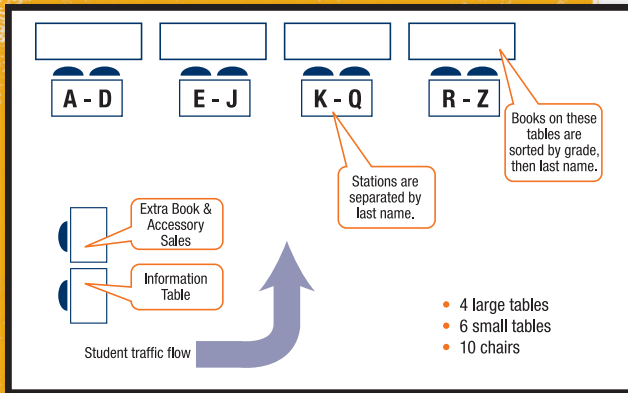 A - D
E - J
K - Q
R - Z
Books on these
tables are
sorted by grade,
then last name.
Stations are
separated by
last name.
Extra Book &
Accessory
Sales
Information
Table
Student traffic flow
• 4 large tables
• 6 small tables
• 10 chairs